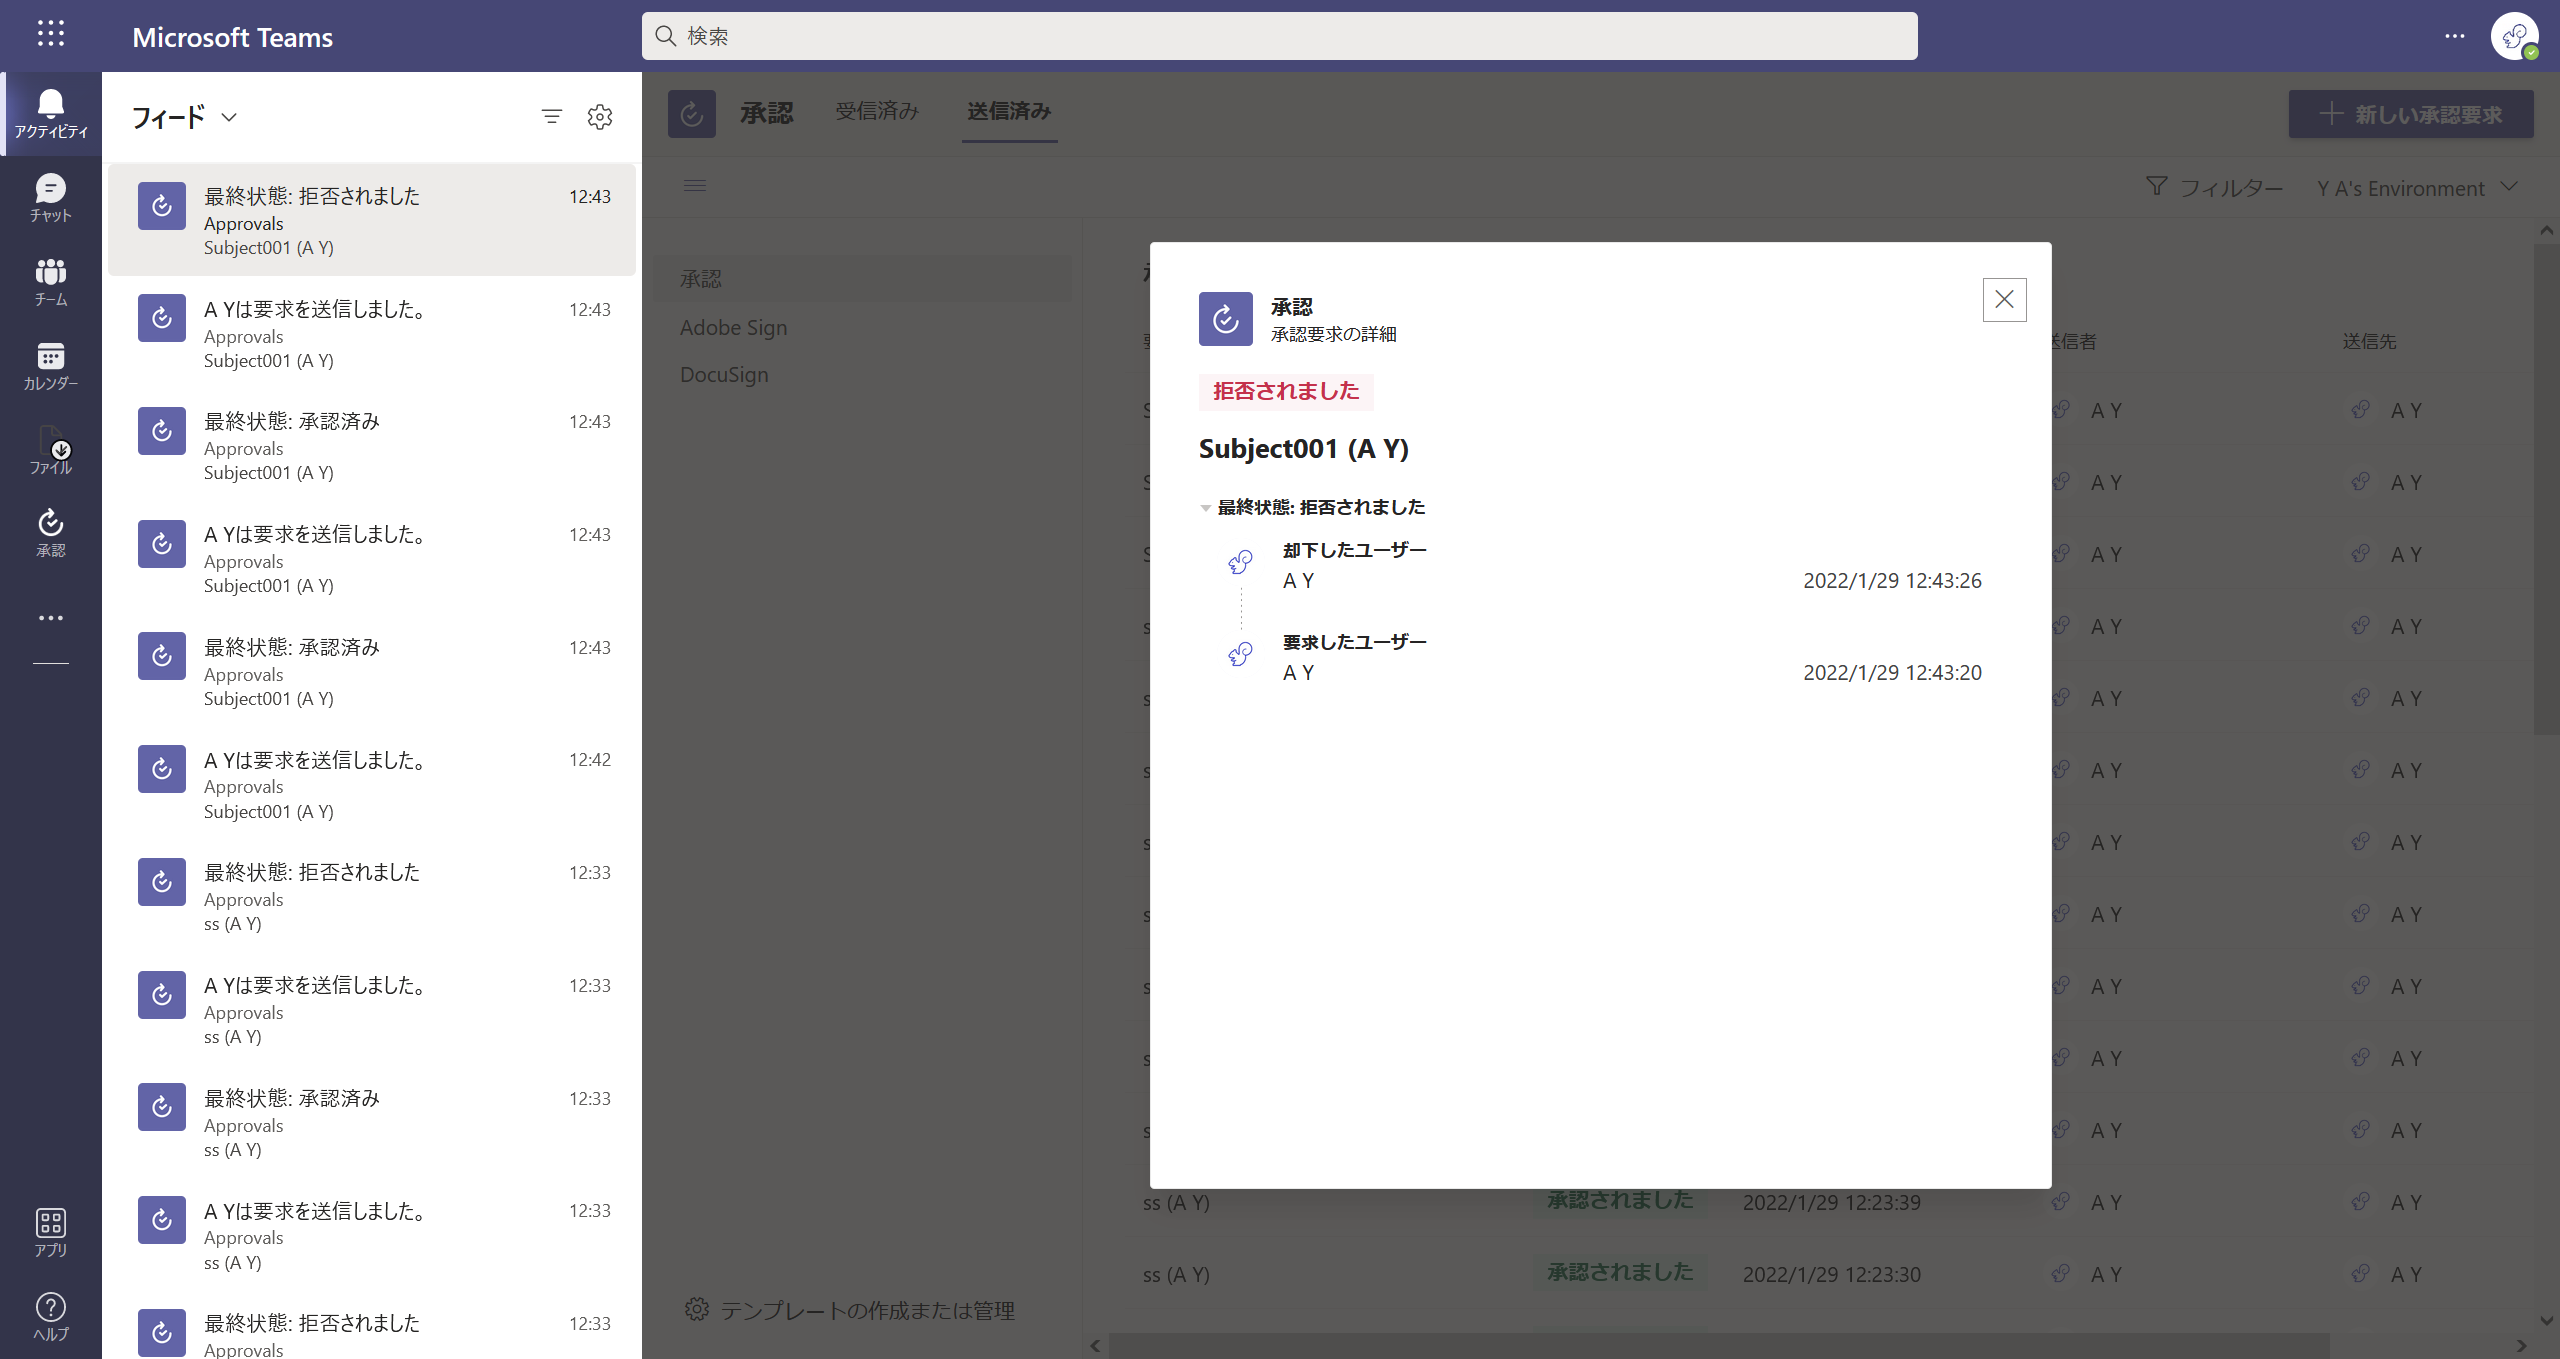 Microsoft Teams
検索
アクティビティ
チャット
チーム
カレンダー
ファイル
承認
アプリ
ヘルプ
フィード
最終状態: 拒否されました 12:43
Approvals
Subject001 (A Y)
A Yは要求を送信しました。 12:43
Approvals
Subject001 (A Y)
最終状態: 承認済み 12:43
Approvals
Subject001 (A Y)
A Yは要求を送信しました。 12:43
Approvals
Subject001 (A Y)
最終状態: 承認済み 12:43
Approvals
Subject001 (A Y)
A Yは要求を送信しました。 12:42
Approvals
Subject001 (A Y)
最終状態: 拒否されました 12:33
Approvals
ss (A Y)
A Yは要求を送信しました。 12:33
Approvals
ss (A Y)
最終状態: 承認済み 12:33
Approvals
ss (A Y)
A Yは要求を送信しました。 12:33
Approvals
ss (A Y)
最終状態: 拒否されました 12:33
Approvals
承認 受信済み 送信済み
新しい承認要求
フィルター Y A's Environment
承認
Adobe Sign
DocuSign
テンプレートの作成または管理
承認
承認要求の詳細
拒否されました
Subject001 (A Y)
最終状態: 拒否されました
却下したユーザー
A Y 2022/1/29 12:43:26
要求したユーザー
A Y 2022/1/29 12:43:20
送信者 送信先
A Y A Y
A Y A Y
A Y A Y
A Y A Y
A Y A Y
A Y A Y
A Y A Y
A Y A Y
A Y A Y
A Y A Y
A Y A Y
ss (A Y) 承認されました 2022/1/29 12:23:39 A Y A Y
ss (A Y) 承認されました 2022/1/29 12:23:30 A Y A Y